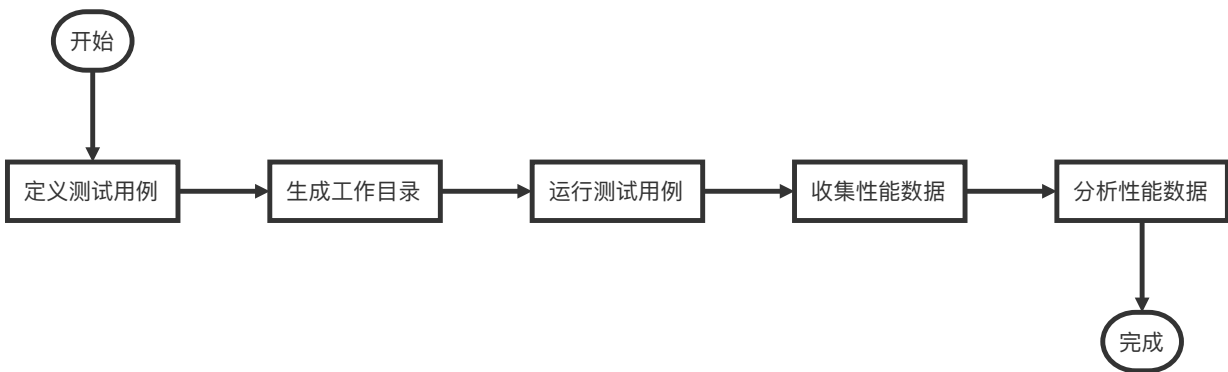 开始
定义测试用例
生成工作目录
运行测试用例
收集性能数据
分析性能数据
完成